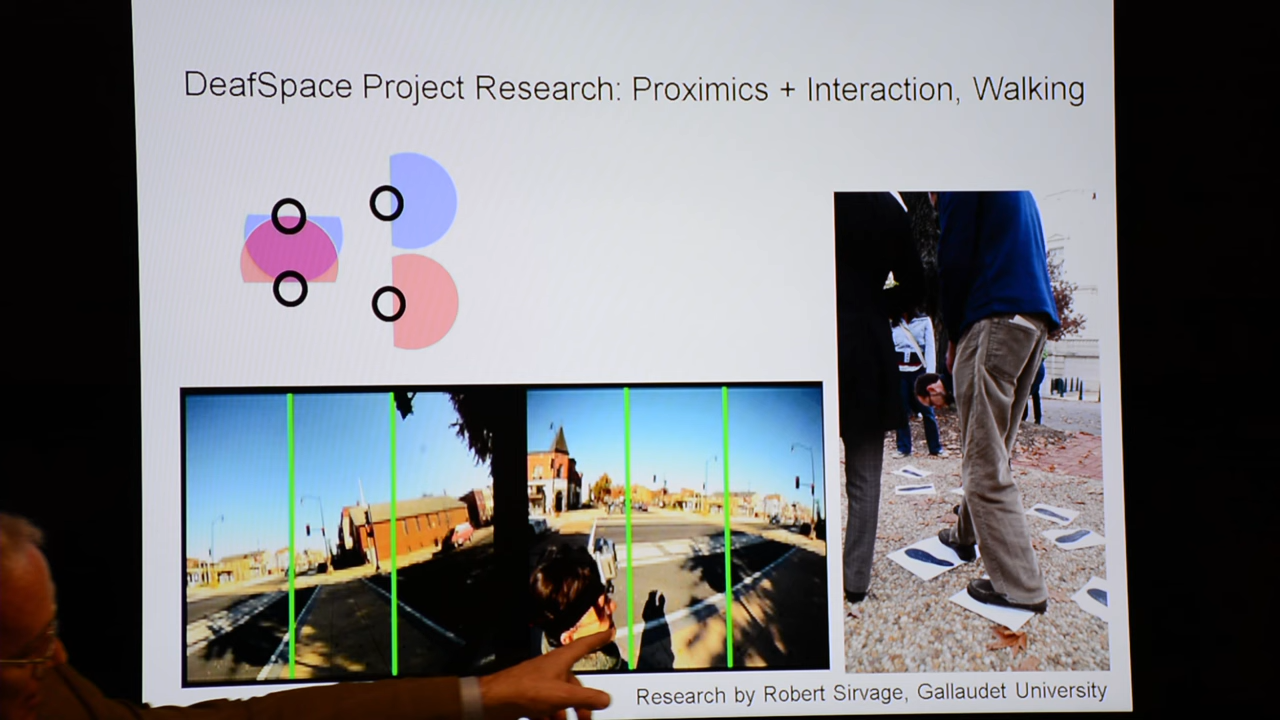 DeafSpace Project Research: Proximics + Interaction, Walking
Research by Robert Sirvage, Gallaudet University